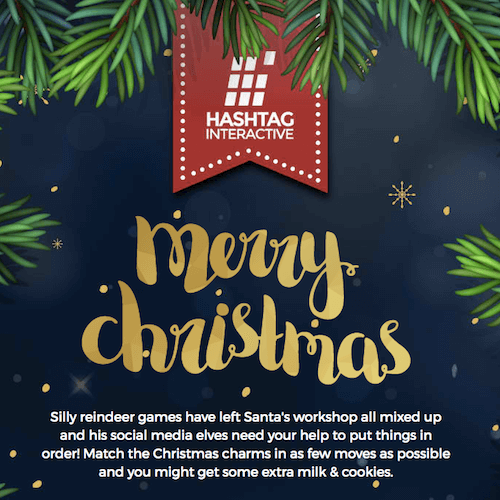 HASHTAG
INTERACTIVE
merry
christmas
Silly reindeer games have left Santa's workshop all mixed up
and his social media elves need your help to put things in
order! Match the Christmas charms in as few moves as possible
and you might get some extra milk & cookies.